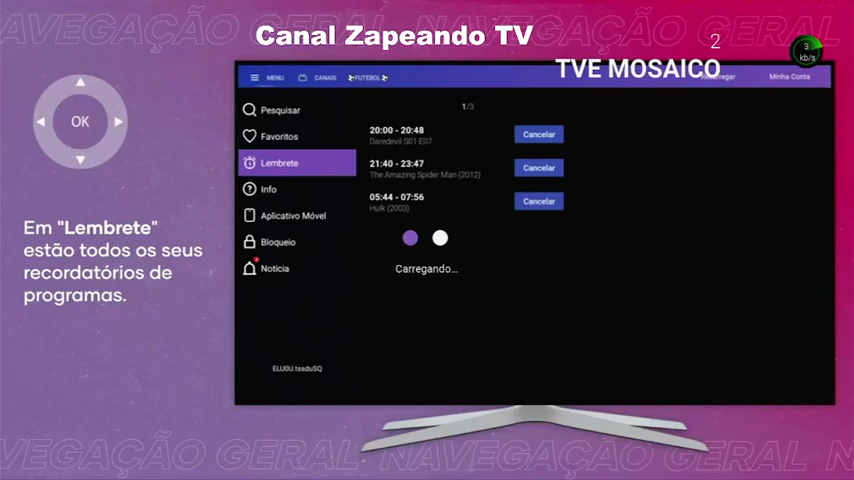 NAVEGAÇÃO GERAL NAVEGAÇÃO GERAL
Canal Zapeando TV
2
3
kb/s
TVE MOSAICO
MENU CANAIS FUTEBOL
Minha Conta
OK
Pesquisar
Favoritos
Lembrete
Info
Aplicativo Móvel
Bloqueio
Notícia
1/3
20:00 - 20:48
Daredevil S01 E07
Cancelar
21:40 - 23:47
The Amazing Spider Man (2012)
Cancelar
05:44 - 07:56
Hulk (2003)
Cancelar
Carregando...
Em "Lembrete"
estão todos os seus
recordatórios de
programas.
ELU0U.tssduSQ
NAVEGAÇÃO GERAL NAVEGAÇÃO GERAL NA